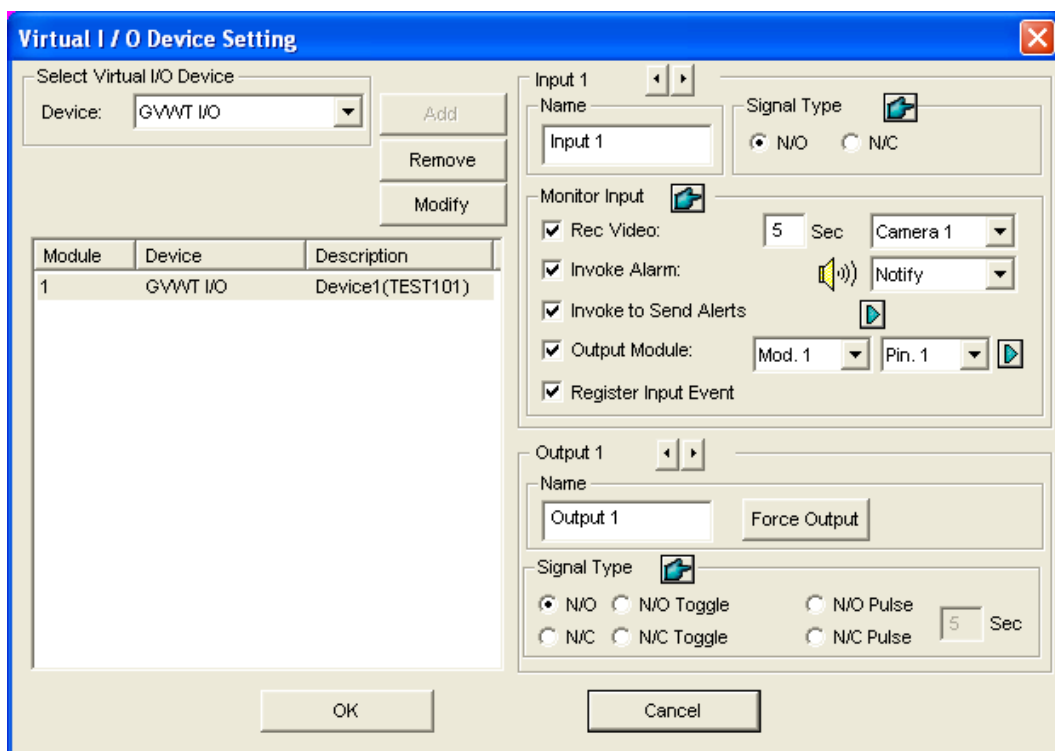 Virtual I / O Device Setting
Select Virtual I/O Device
Device: GVWT I/O
Add
Remove
Modify
Module Device Description
1 GVWT I/O Device1(TEST101)
Input 1
Name
Input 1
Signal Type
N/O N/C
Monitor Input
Rec Video: 5 Sec Camera 1
Invoke Alarm: Notify
Invoke to Send Alerts
Output Module: Mod. 1 Pin. 1
Register Input Event
Output 1
Name
Output 1
Force Output
Signal Type
N/O N/O Toggle N/O Pulse
N/C N/C Toggle N/C Pulse
5 Sec
OK
Cancel